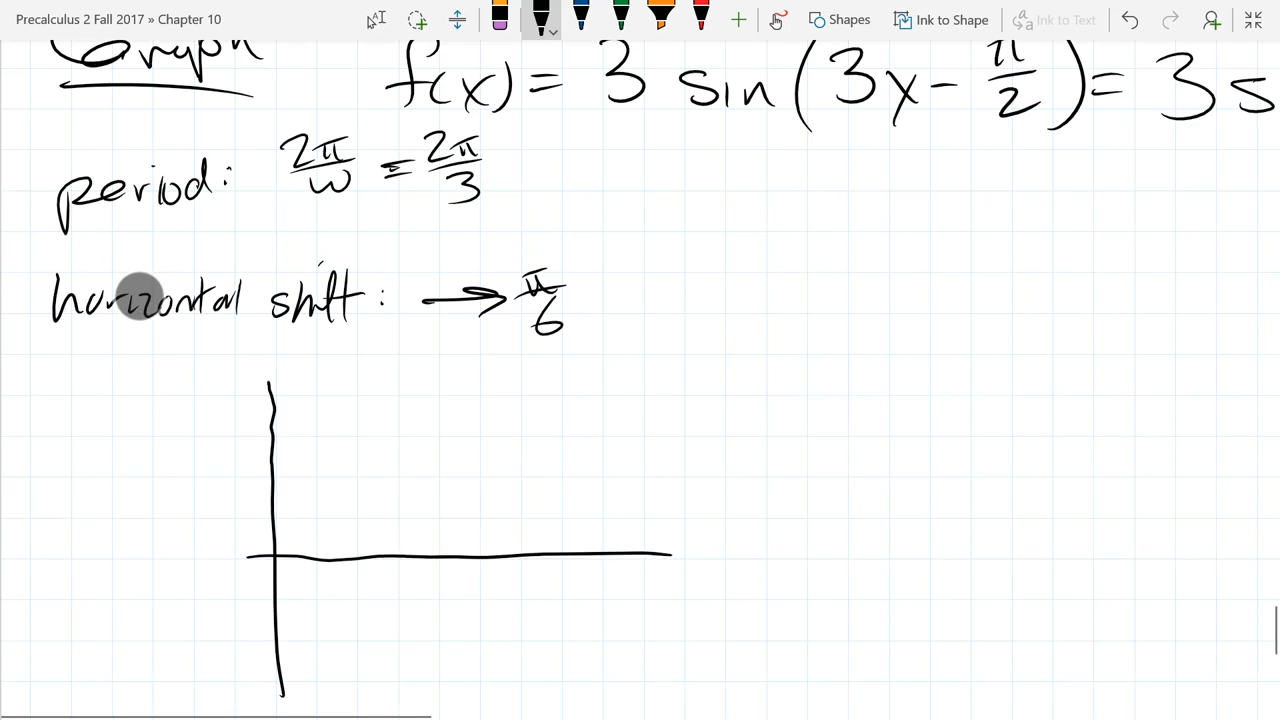 Precalculus 2 Fall 2017 » Chapter 10
Shapes
Ink to Shape
Ink to Text
Graph f(x) = 3 sin(3x - π/2) = 3 s
period: 2π/ω = 2π/3
horizontal shift: → π/6